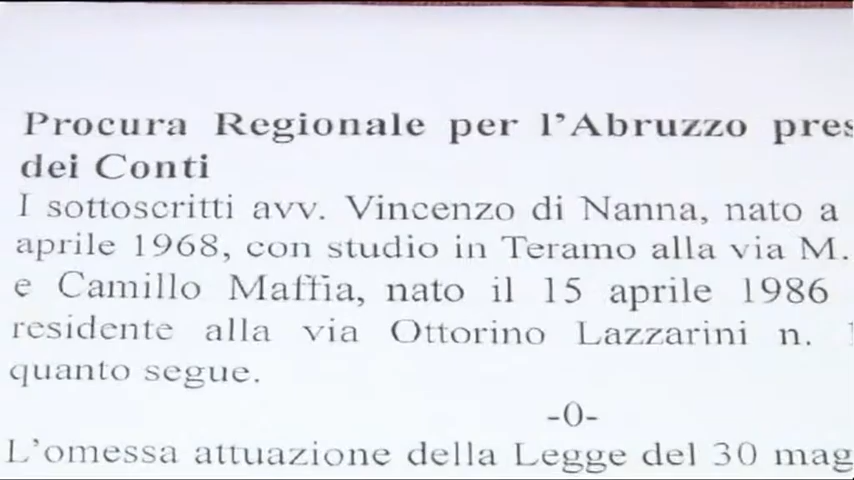 Procura Regionale per l'Abruzzo pres
dei Conti
I sottoscritti avv. Vincenzo di Nanna, nato a
aprile 1968, con studio in Teramo alla via M.
e Camillo Maffia, nato il 15 aprile 1986
residente alla via Ottorino Lazzarini n. 1
quanto segue.
-0-
L'omessa attuazione della Legge del 30 mag